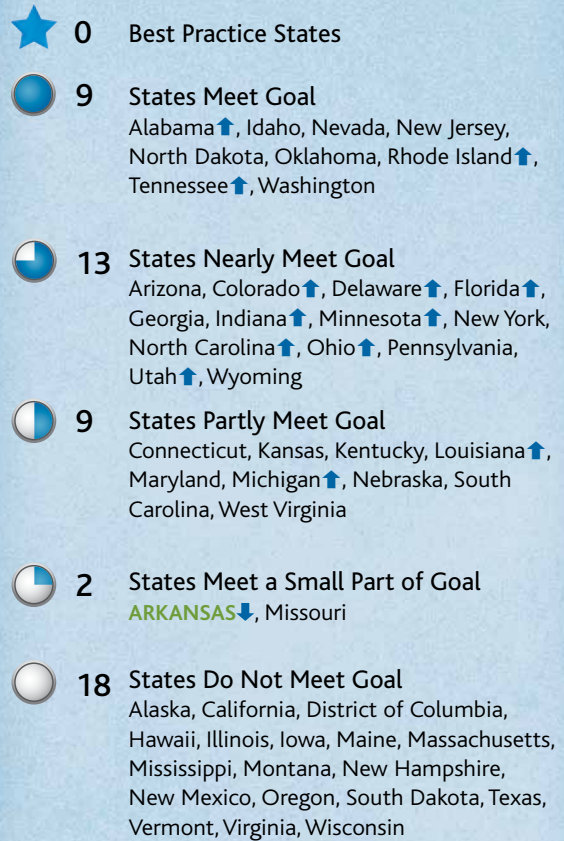 0 Best Practice States
9 States Meet Goal
Alabama⬆, Idaho, Nevada, New Jersey,
North Dakota, Oklahoma, Rhode Island⬆,
Tennessee⬆, Washington
13 States Nearly Meet Goal
Arizona, Colorado⬆, Delaware⬆, Florida⬆,
Georgia, Indiana⬆, Minnesota⬆, New York,
North Carolina⬆, Ohio⬆, Pennsylvania,
Utah⬆, Wyoming
9 States Partly Meet Goal
Connecticut, Kansas, Kentucky, Louisiana⬆,
Maryland, Michigan⬆, Nebraska, South
Carolina, West Virginia
2 States Meet a Small Part of Goal
ARKANSAS⬇, Missouri
18 States Do Not Meet Goal
Alaska, California, District of Columbia,
Hawaii, Illinois, Iowa, Maine, Massachusetts,
Mississippi, Montana, New Hampshire,
New Mexico, Oregon, South Dakota, Texas,
Vermont, Virginia, Wisconsin